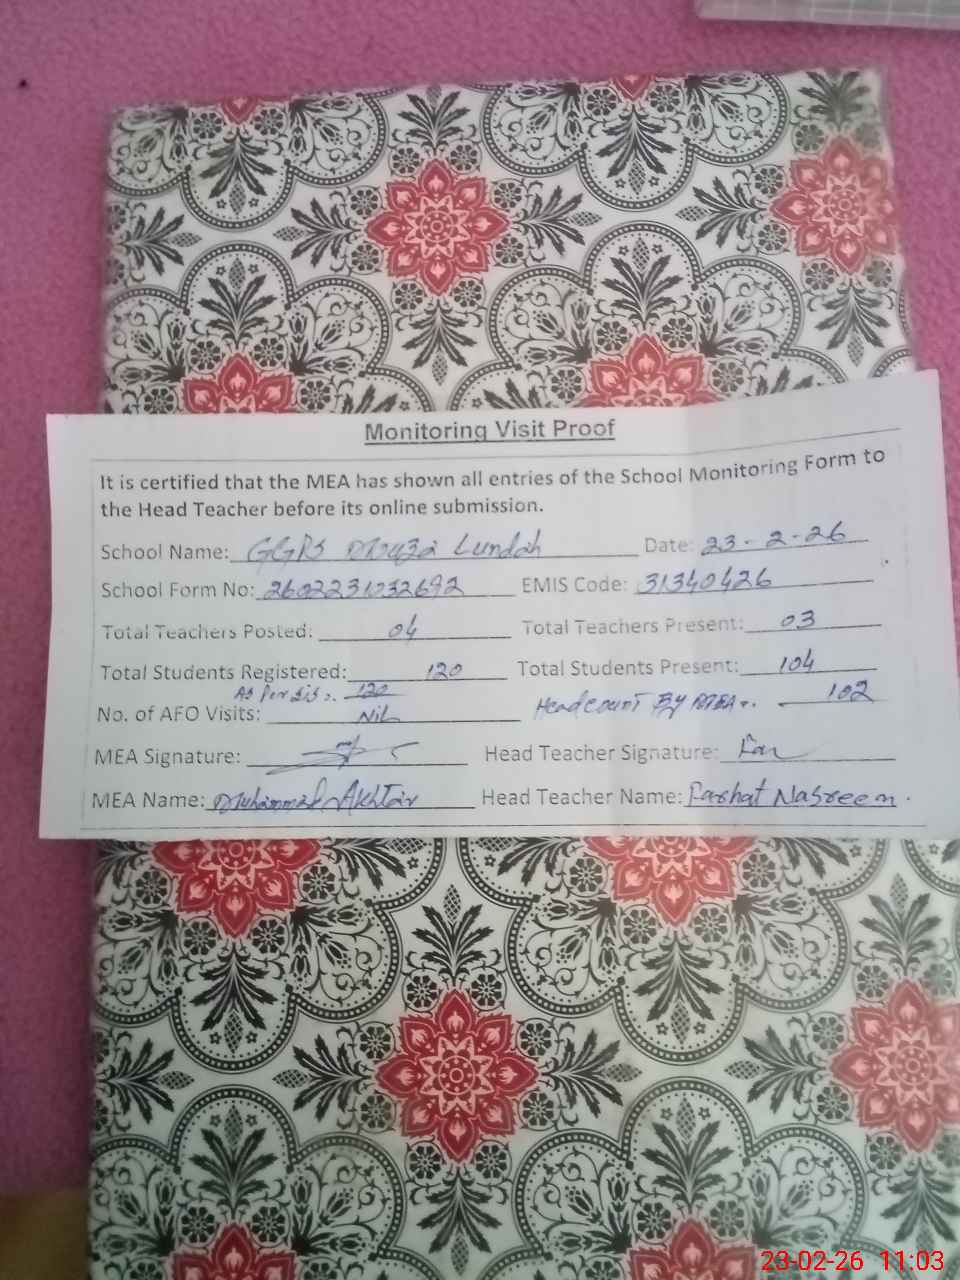 Monitoring Visit Proof
It is certified that the MEA has shown all entries of the School Monitoring Form to
the Head Teacher before its online submission.
School Name: GGPS Mouza Lundah Date: 23-2-26
School Form No: 2602231032692 EMIS Code: 31340426
Total Teachers Posted: 04 Total Teachers Present: 03
Total Students Registered: 120 Total Students Present: 104
As Per Sis:. 120
No. of AFO Visits: Nil Headcount By MEA:. 102
MEA Signature: Head Teacher Signature: Far
MEA Name: Muhammad Akhtar Head Teacher Name: Farhat Nasreem.
23-02-26 11:03